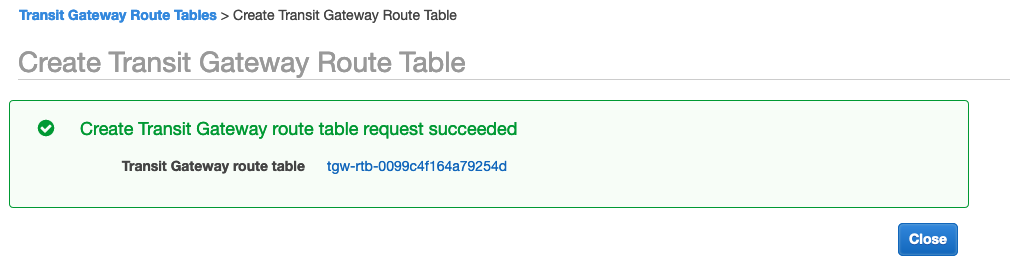 Transit Gateway Route Tables > Create Transit Gateway Route Table
Create Transit Gateway Route Table
Create Transit Gateway route table request succeeded
Transit Gateway route table tgw-rtb-0099c4f164a79254d
Close